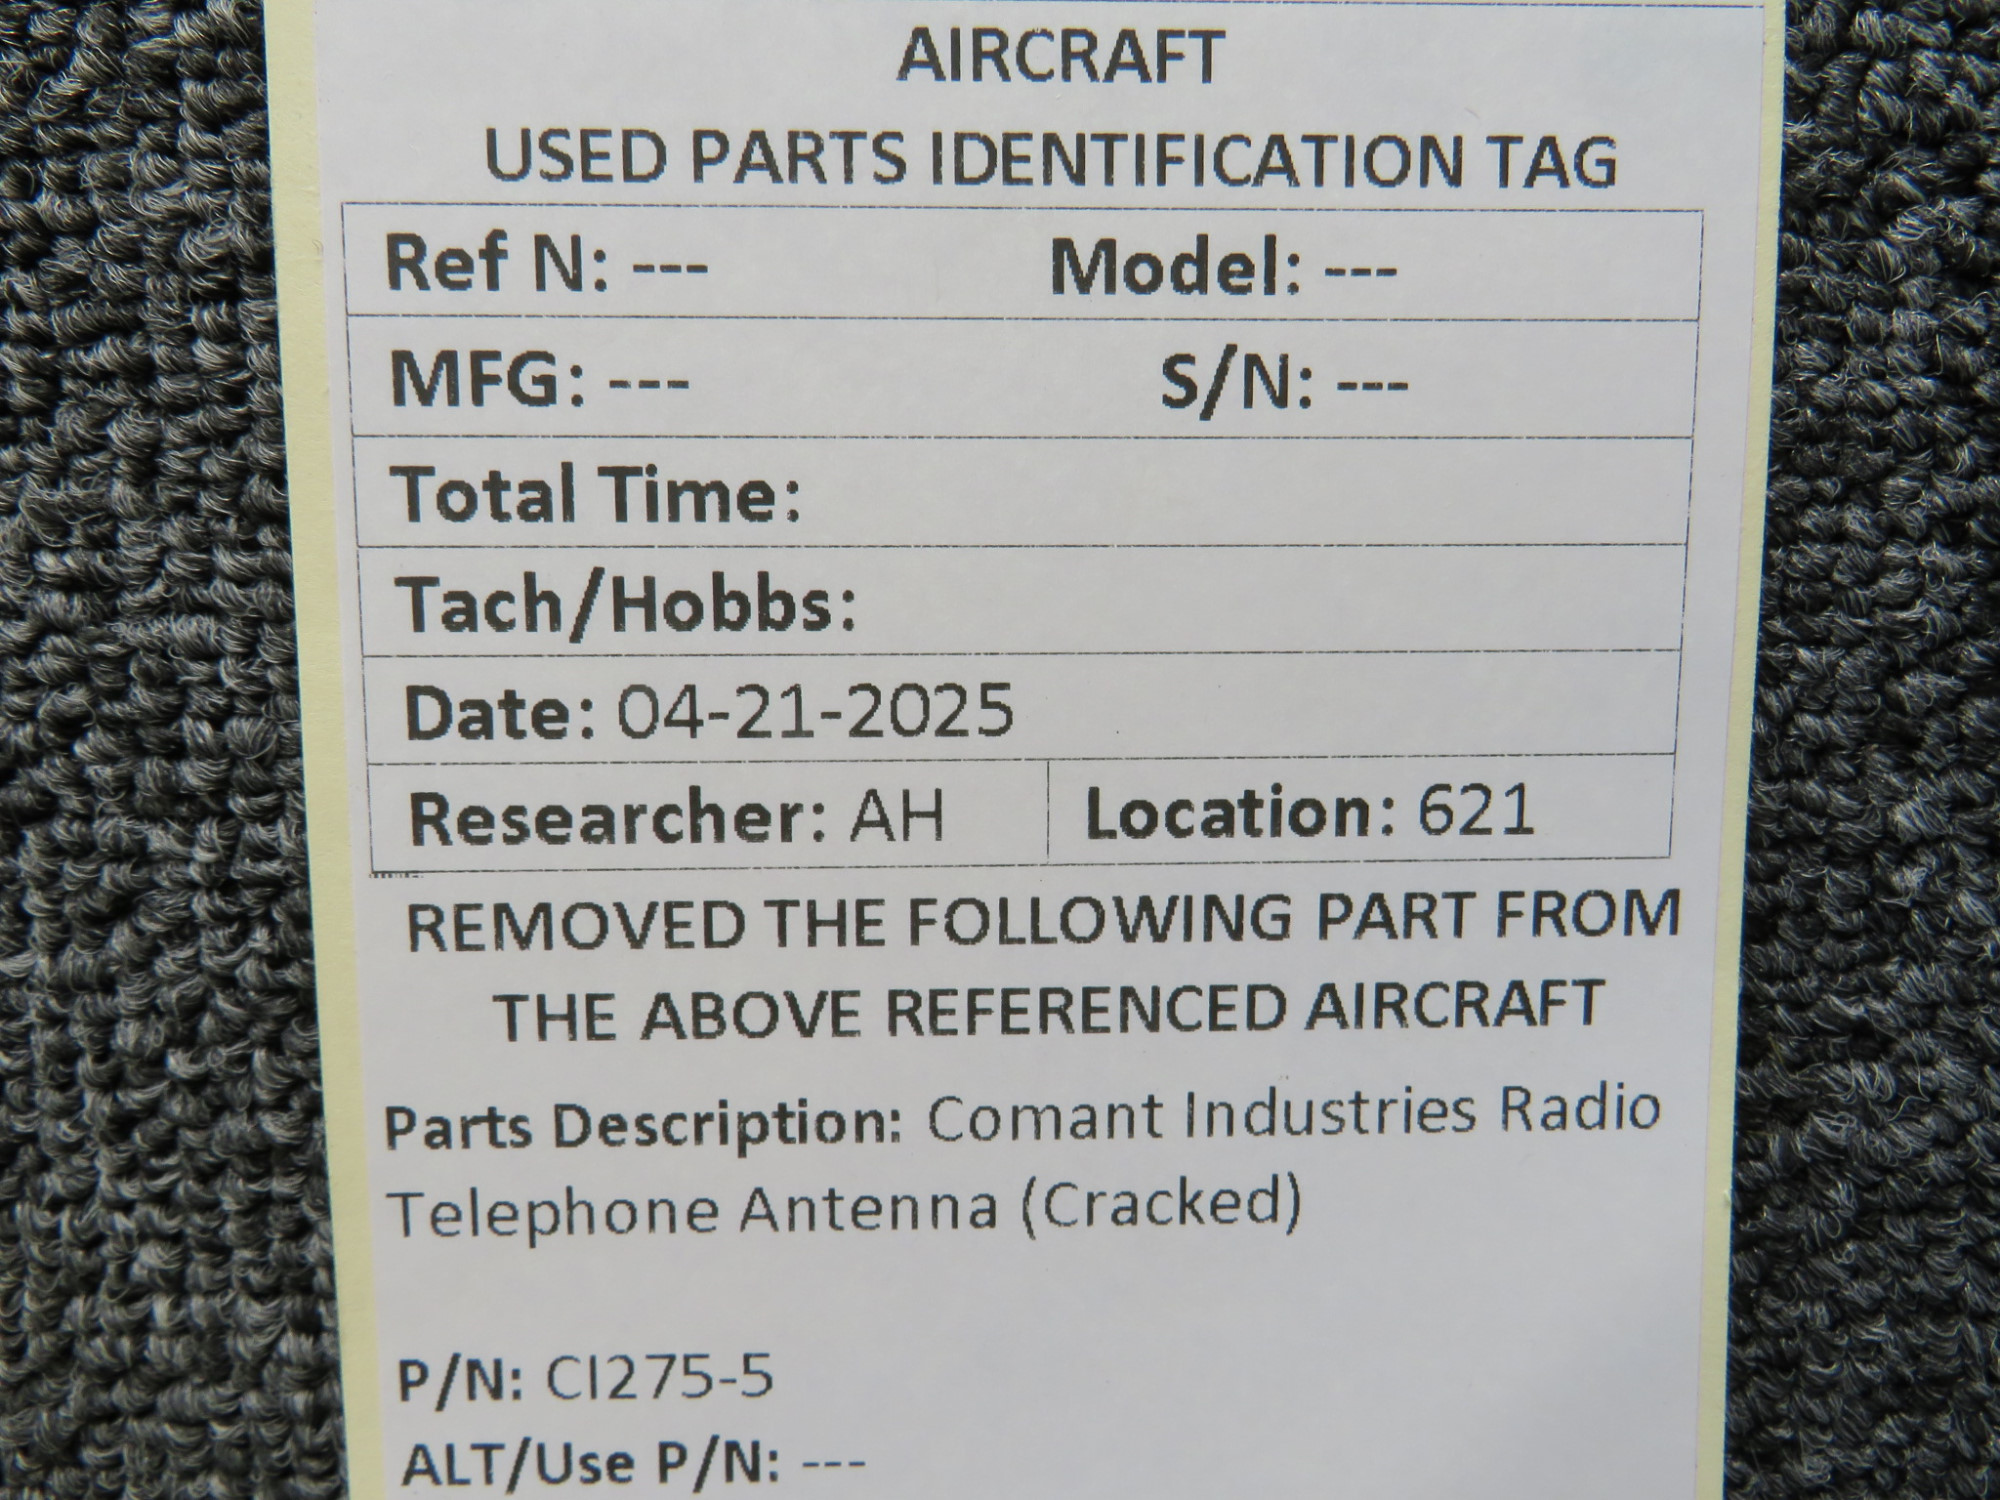 AIRCRAFT
USED PARTS IDENTIFICATION TAG
Ref N: --- Model: ---
MFG: --- S/N: ---
Total Time:
Tach/Hobbs:
Date: 04-21-2025
Researcher: AH Location: 621
REMOVED THE FOLLOWING PART FROM
THE ABOVE REFERENCED AIRCRAFT
Parts Description: Comant Industries Radio
Telephone Antenna (Cracked)
P/N: CI275-5
ALT/Use P/N: ---